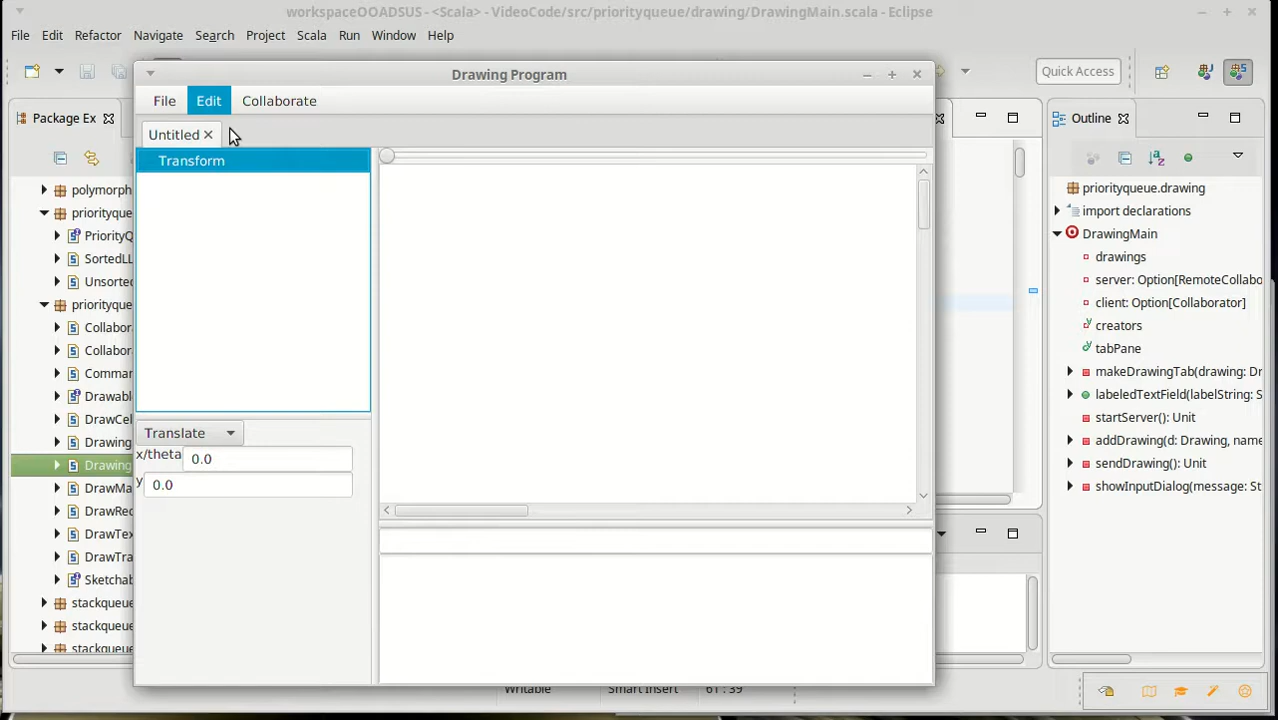 workspaceOOADSUS - <Scala> - VideoCode/src/priorityqueue/drawing/DrawingMain.scala - Eclipse
File Edit Refactor Navigate Search Project Scala Run Window Help
Quick Access
Drawing Program
File Edit Collaborate
Untitled
Transform
Translate
x/theta 0.0
y 0.0
Package Ex
polymorph
priorityque
PriorityQ
SortedLL
Unsorted
priorityque
Collabor
Collabor
Comman
Drawabl
DrawCel
Drawing
Drawing
DrawMa
DrawRec
DrawTex
DrawTra
Sketchab
stackqueue
stackqueue
stackqueue
Outline
priorityqueue.drawing
import declarations
DrawingMain
drawings
server: Option[RemoteCollabo
client: Option[Collaborator]
creators
tabPane
makeDrawingTab(drawing: Dr
labeledTextField(labelString: S
startServer(): Unit
addDrawing(d: Drawing, name
sendDrawing(): Unit
showInputDialog(message: St
Writable Smart Insert 61:39